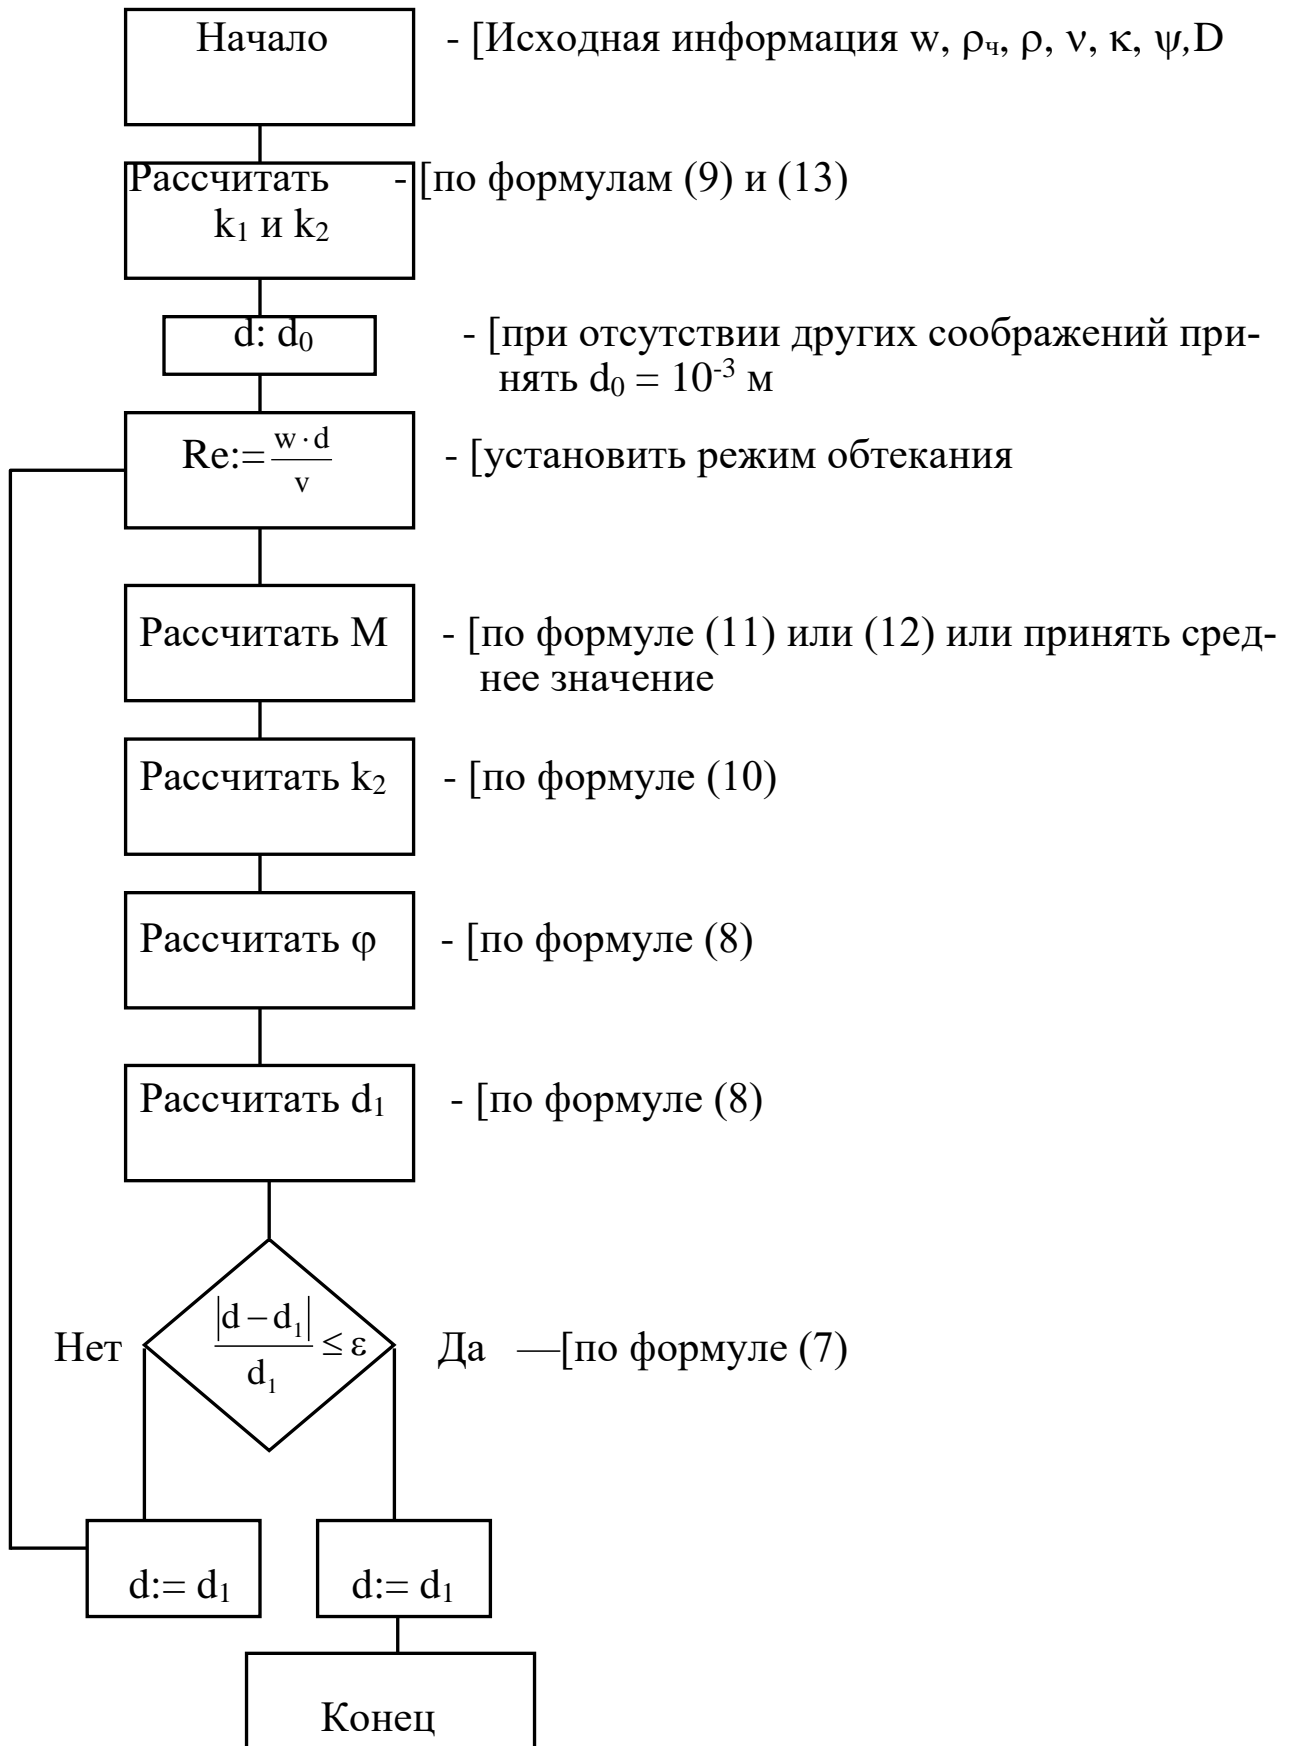 Начало - [Исходная информация w, ρч, ρ, ν, κ, ψ,D
Рассчитать - [по формулам (9) и (13)
k₁ и k₂
d: d₀ - [при отсутствии других соображений при-
нять d₀ = 10⁻³ м
Re:= w · d / ν - [установить режим обтекания
Рассчитать M - [по формуле (11) или (12) или принять сред-
нее значение
Рассчитать k₂ - [по формуле (10)
Рассчитать φ - [по формуле (8)
Рассчитать d₁ - [по формуле (8)
Нет |d – d₁| / d₁ ≤ ε Да —[по формуле (7)
d:= d₁ d:= d₁
Конец